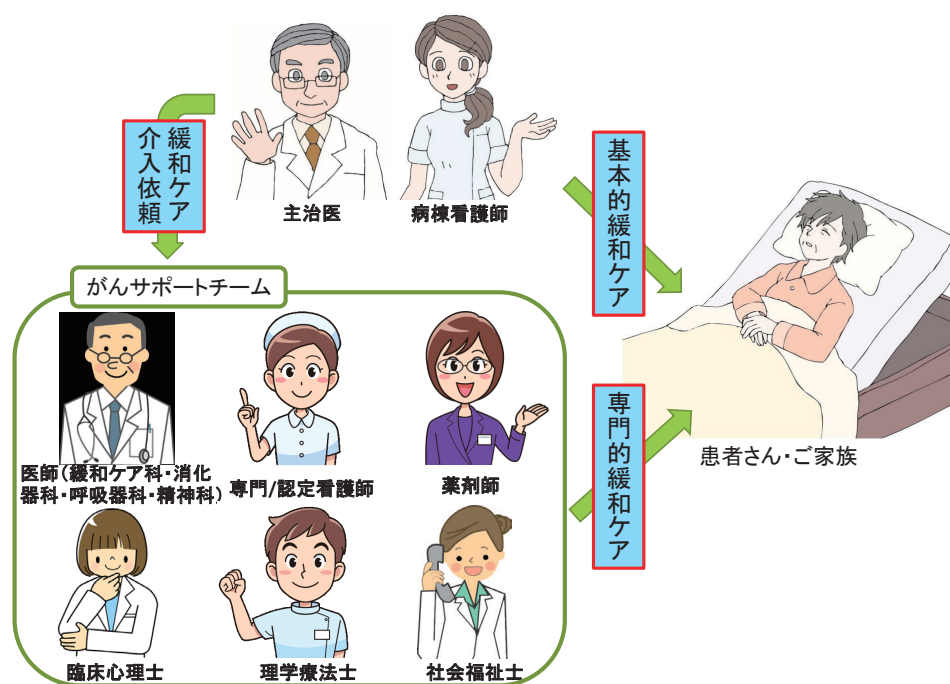 主治医
病棟看護師
緩和ケア
介入依頼
基本的緩和ケア
がんサポートチーム
医師(緩和ケア科・消化
器科・呼吸器科・精神科)
専門/認定看護師
薬剤師
臨床心理士
理学療法士
社会福祉士
専門的緩和ケア
患者さん・ご家族